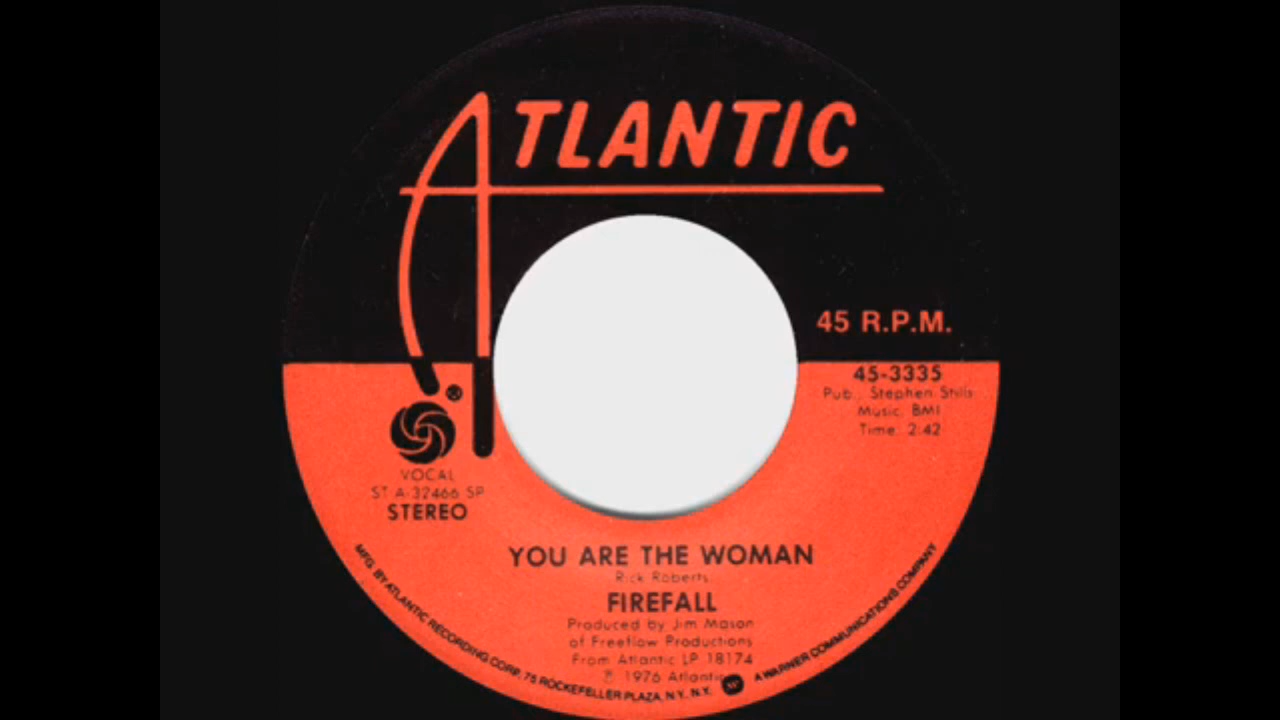 ATLANTIC
45 R.P.M.
45-3335
Pub., Stephen Stills
Music, BMI
Time: 2:42
®
VOCAL
ST A-32466 SP
STEREO
YOU ARE THE WOMAN
Rick Roberts
FIREFALL
Produced by Jim Mason
of Freeflow Productions
From Atlantic LP 18174
℗ 1976 Atlantic
MFG. BY ATLANTIC RECORDING CORP., 75 ROCKEFELLER PLAZA, N.Y., N.Y. A WARNER COMMUNICATIONS COMPANY